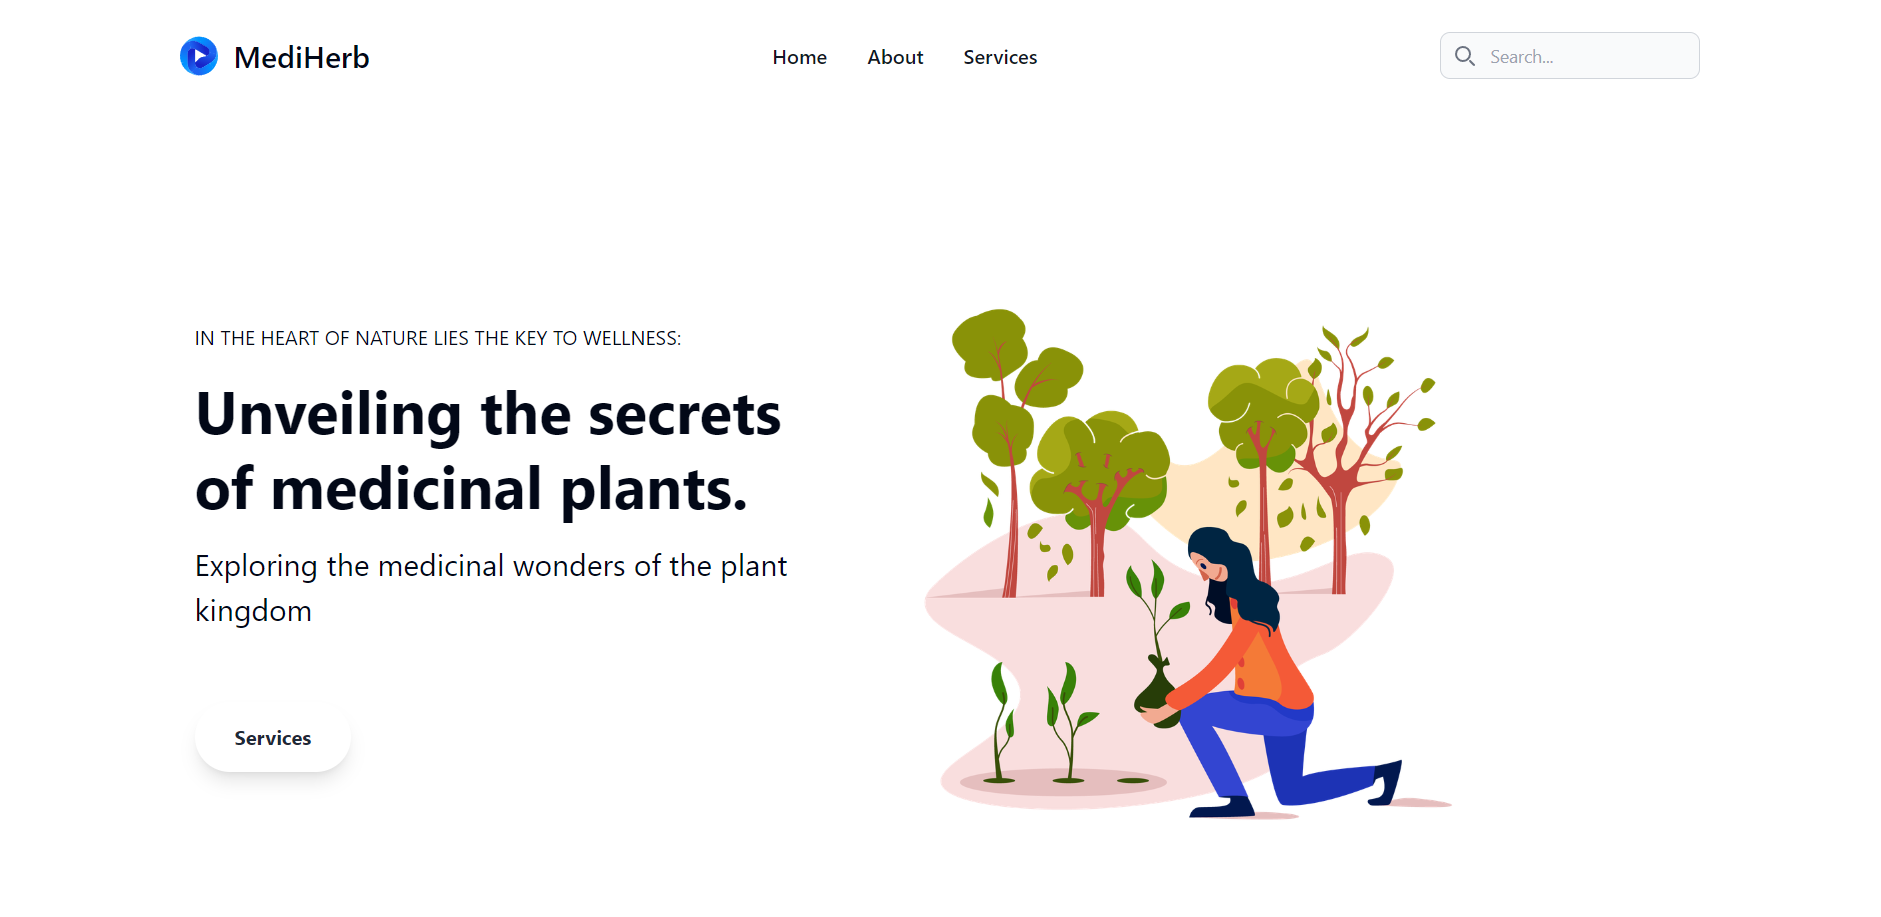 MediHerb
Home About Services
Search...
IN THE HEART OF NATURE LIES THE KEY TO WELLNESS:
Unveiling the secrets
of medicinal plants.
Exploring the medicinal wonders of the plant
kingdom
Services